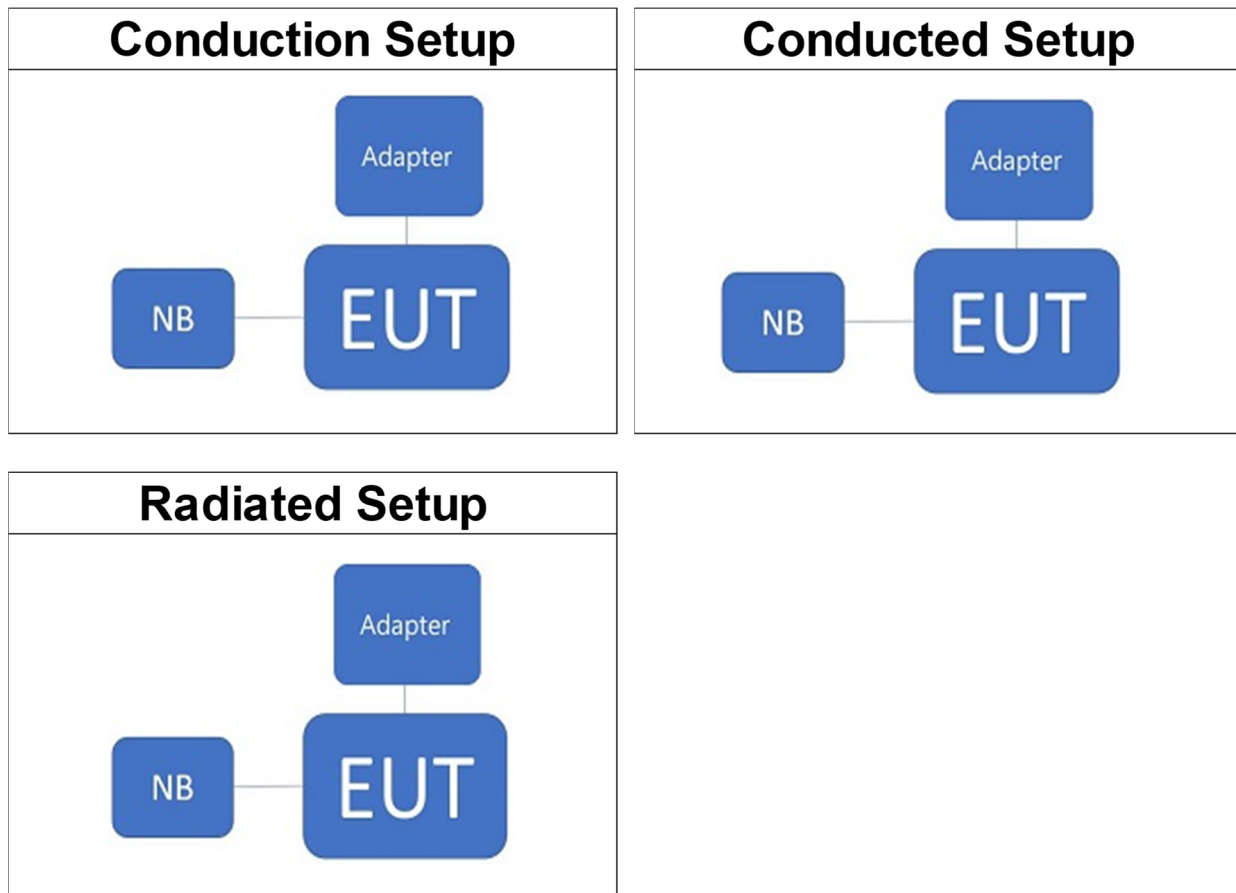 Conduction Setup
Adapter
NB
EUT
Conducted Setup
Adapter
NB
EUT
Radiated Setup
Adapter
NB
EUT